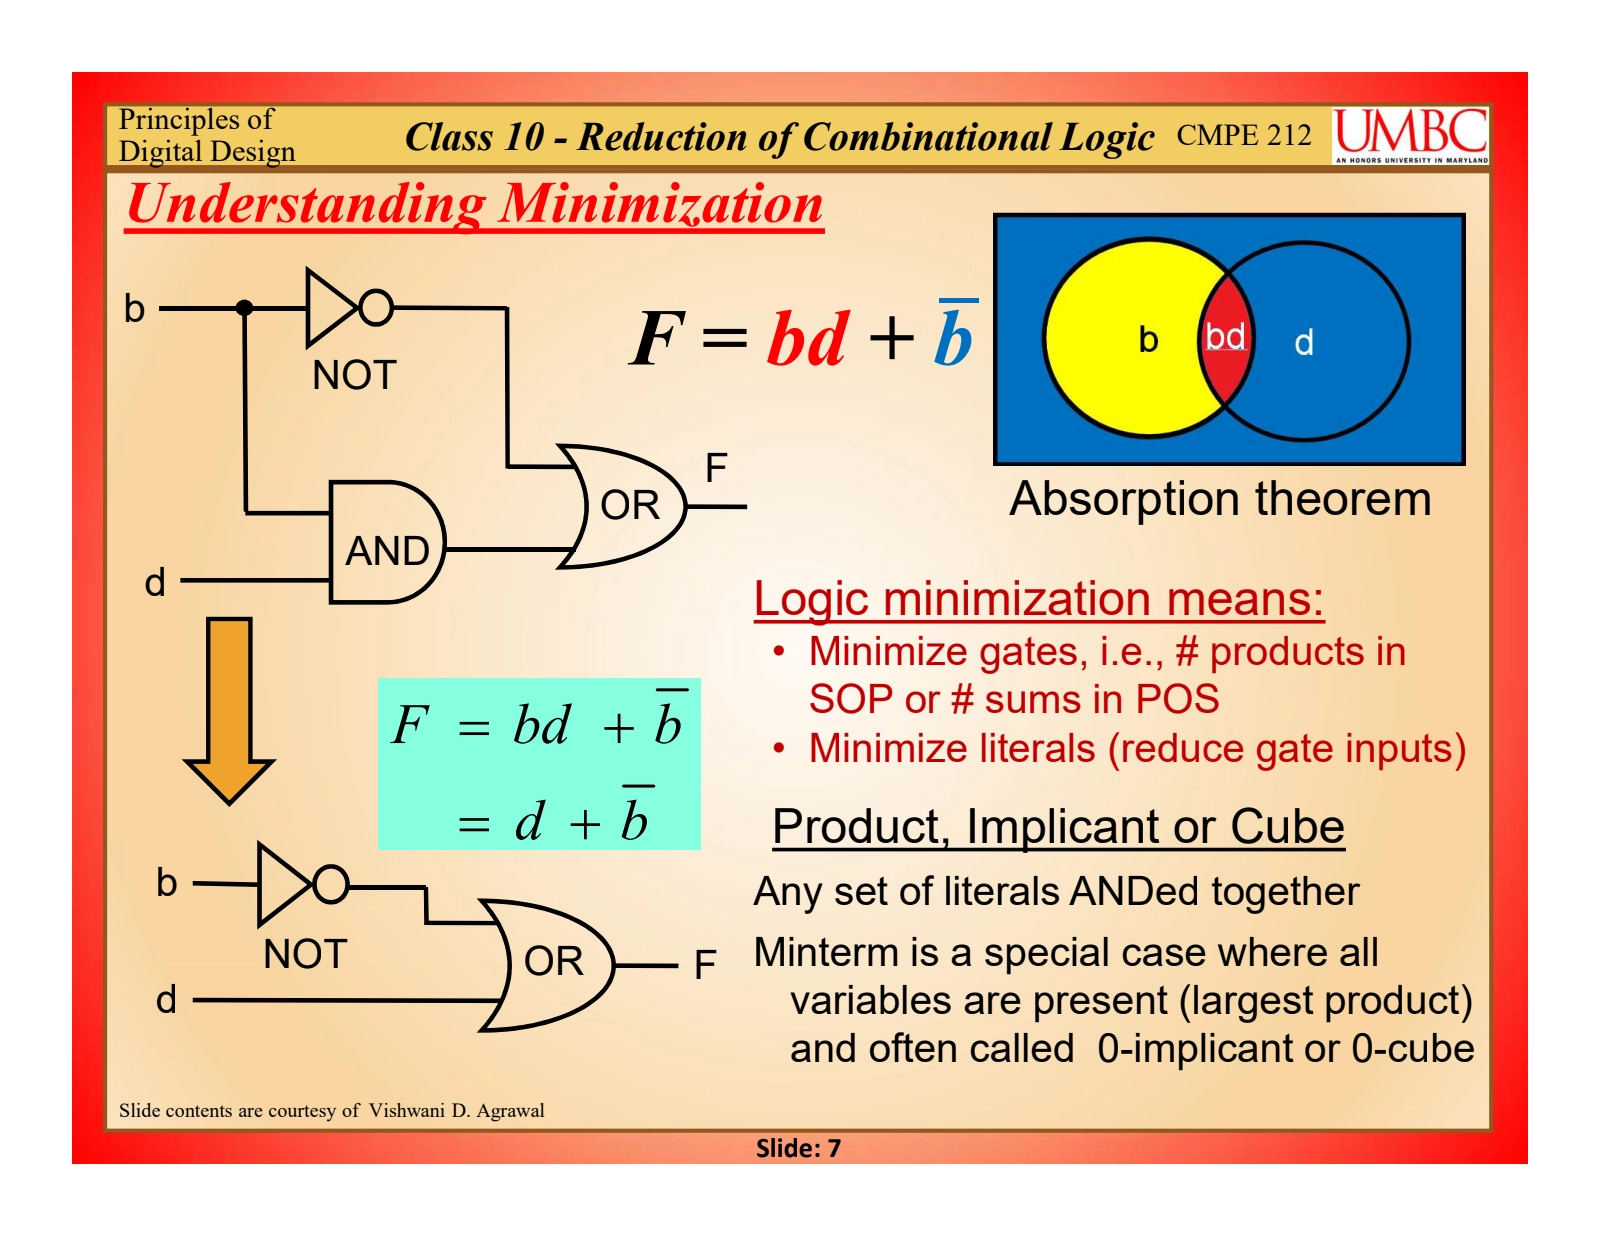 Principles of
Digital Design
Class 10 - Reduction of Combinational Logic
CMPE 212
UMBC
AN HONORS UNIVERSITY IN MARYLAND
Understanding Minimization
b
NOT
AND
d
OR
F
F = bd + b̅
b
bd
d
Absorption theorem
Logic minimization means:
• Minimize gates, i.e., # products in
SOP or # sums in POS
• Minimize literals (reduce gate inputs)
F = bd + b̅
= d + b̅
b
NOT
d
OR
F
Product, Implicant or Cube
Any set of literals ANDed together
Minterm is a special case where all
variables are present (largest product)
and often called 0-implicant or 0-cube
Slide contents are courtesy of Vishwani D. Agrawal
Slide: 7